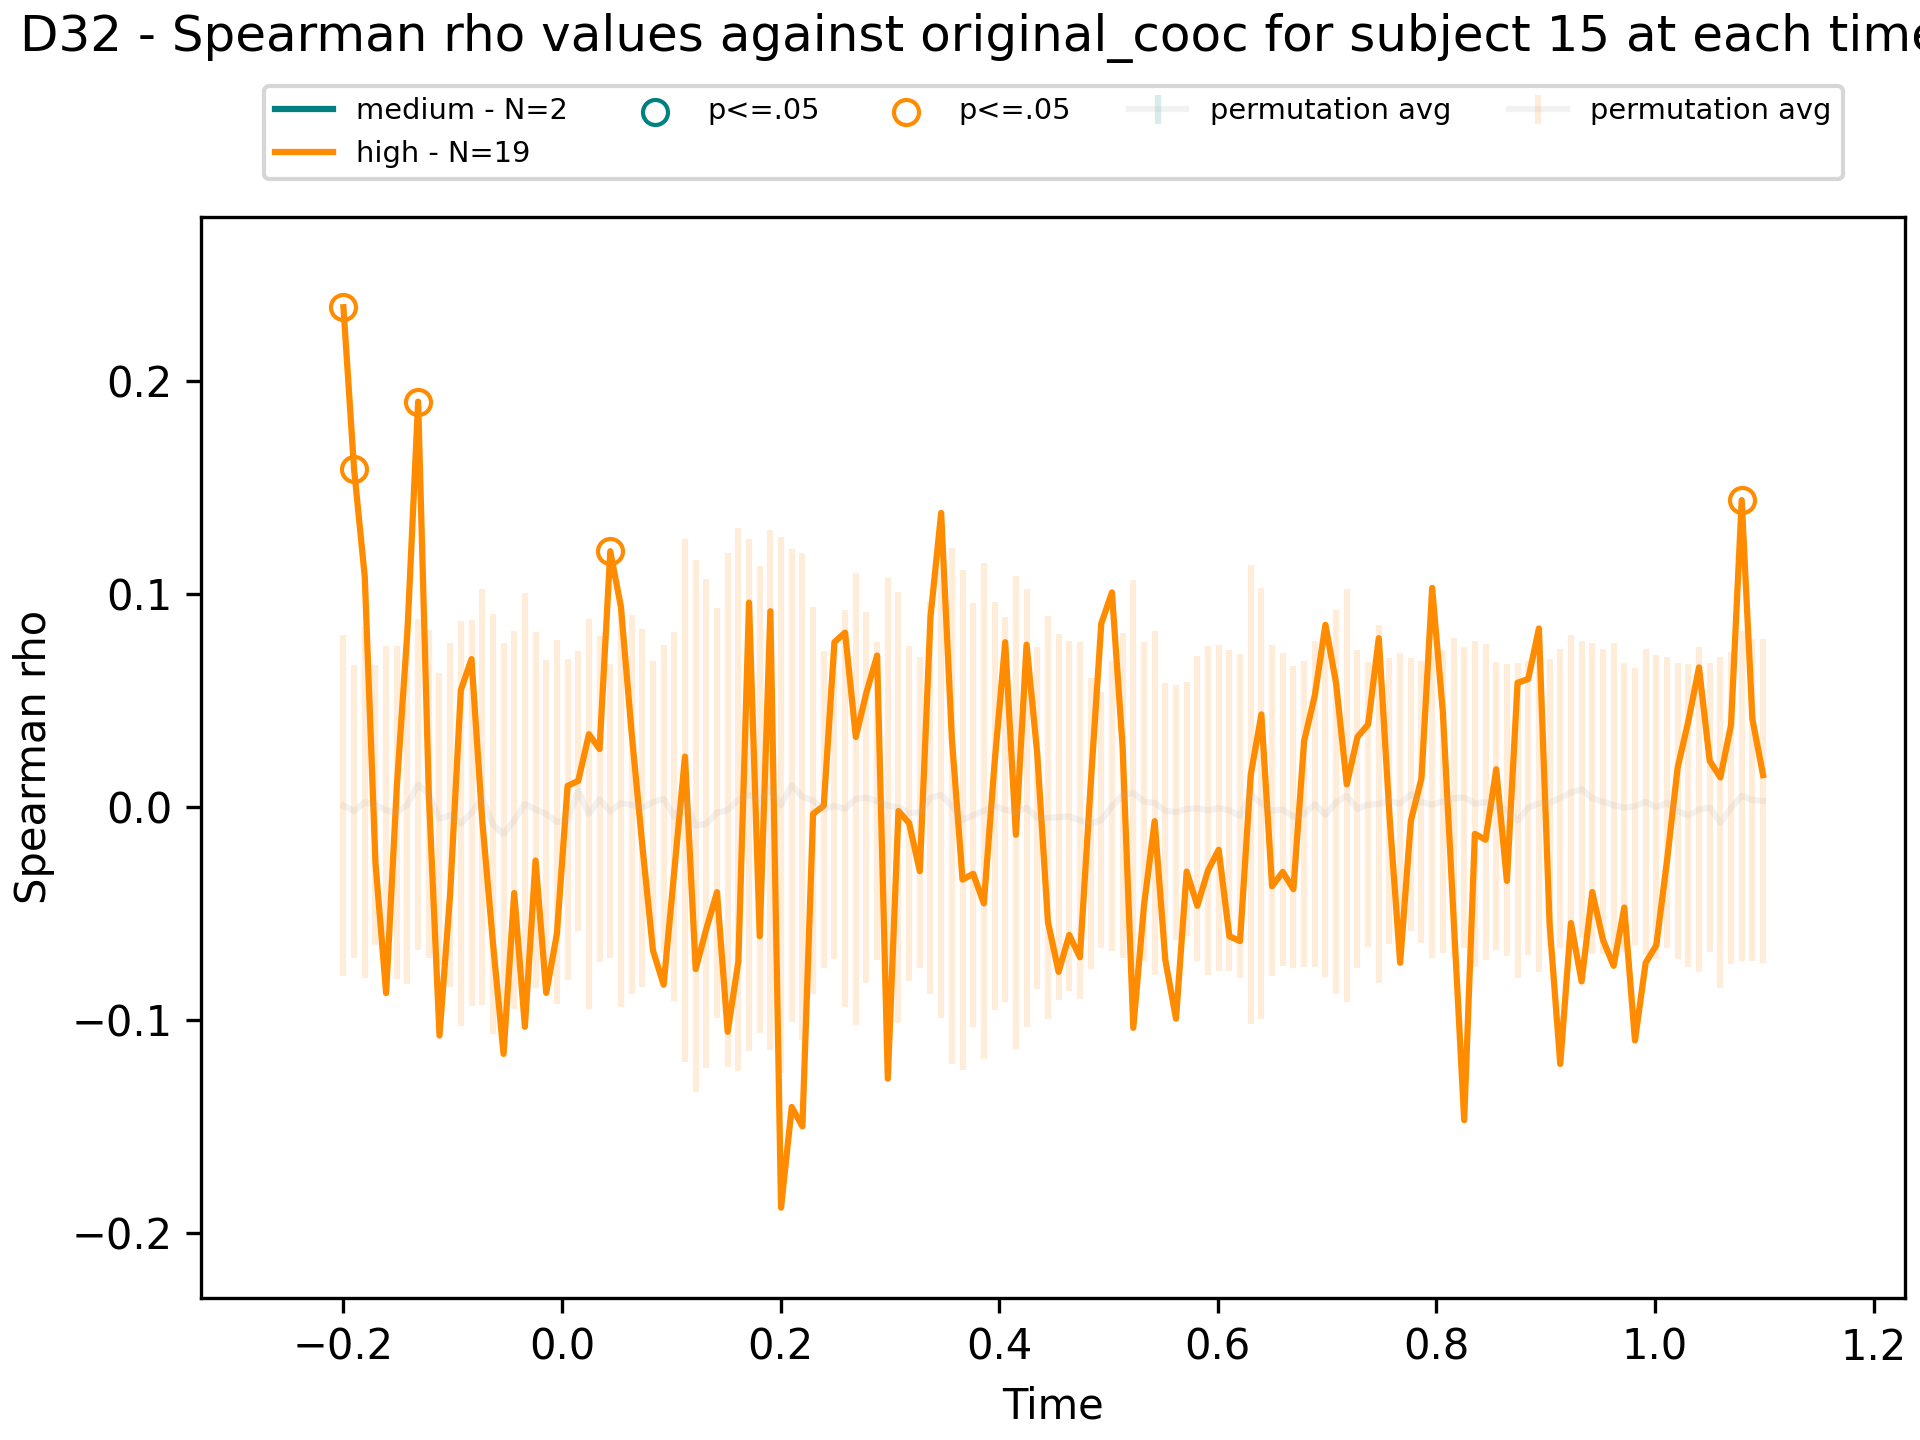 D32 - Spearman rho values against original_cooc for subject 15 at each time
medium - N=2
high - N=19
p<=.05
p<=.05
permutation avg
permutation avg
Spearman rho
0.2
0.1
0.0
−0.1
−0.2
−0.2 0.0 0.2 0.4 0.6 0.8 1.0 1.2
Time